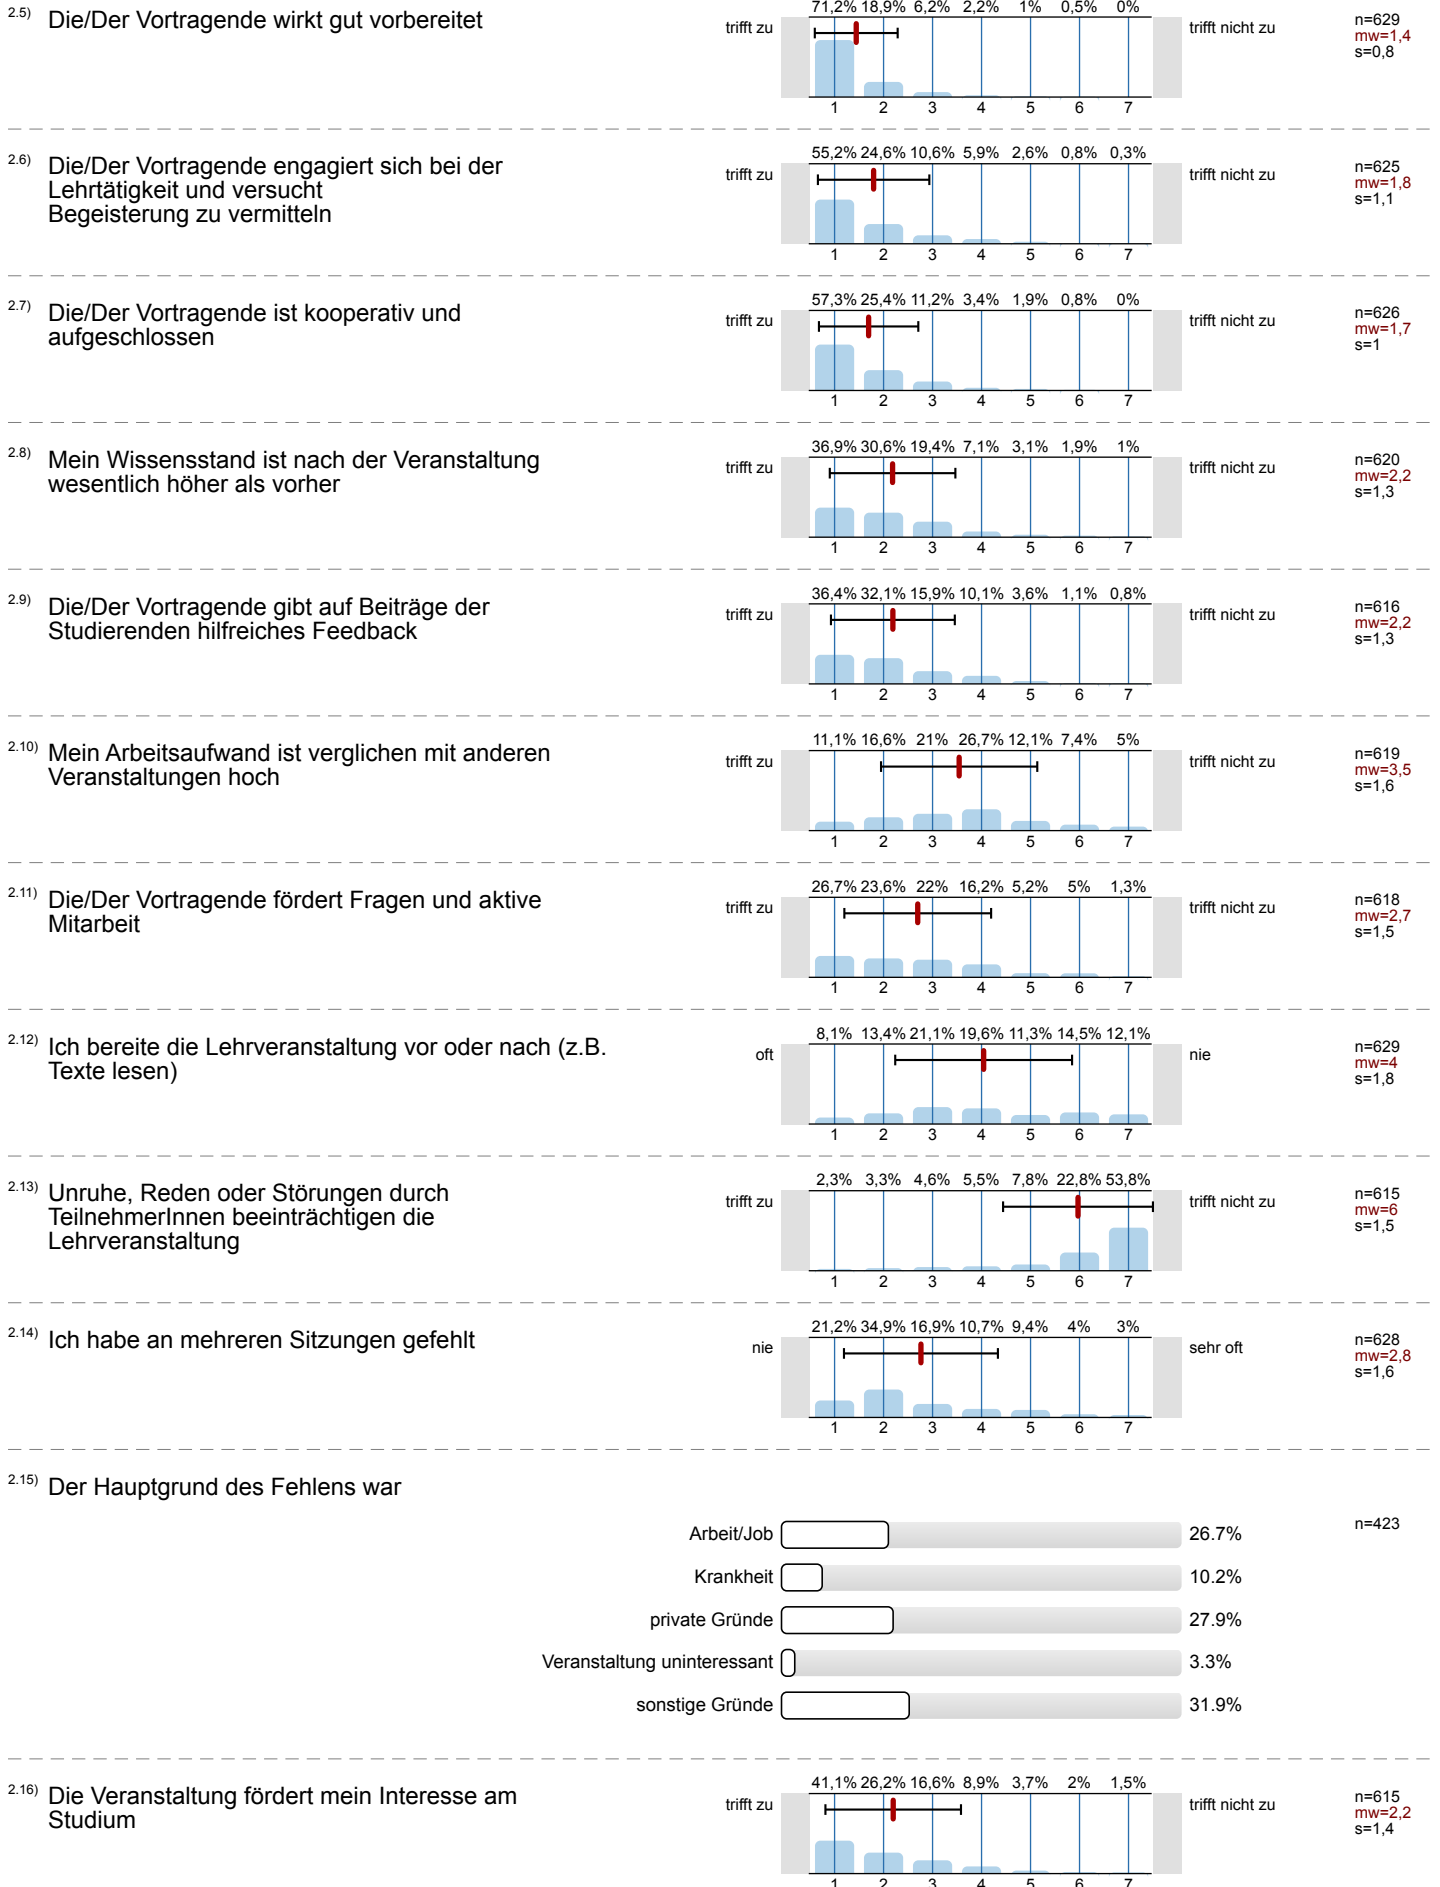 2.5) Die/Der Vortragende wirkt gut vorbereitet
71,2% 18,9% 6,2% 2,2% 1% 0,5% 0%
trifft zu
trifft nicht zu
n=629
mw=1,4
s=0,8
1 2 3 4 5 6 7
2.6) Die/Der Vortragende engagiert sich bei der
Lehrtätigkeit und versucht
Begeisterung zu vermitteln
55,2% 24,6% 10,6% 5,9% 2,6% 0,8% 0,3%
trifft zu
trifft nicht zu
n=625
mw=1,8
s=1,1
1 2 3 4 5 6 7
2.7) Die/Der Vortragende ist kooperativ und
aufgeschlossen
57,3% 25,4% 11,2% 3,4% 1,9% 0,8% 0%
trifft zu
trifft nicht zu
n=626
mw=1,7
s=1
1 2 3 4 5 6 7
2.8) Mein Wissensstand ist nach der Veranstaltung
wesentlich höher als vorher
36,9% 30,6% 19,4% 7,1% 3,1% 1,9% 1%
trifft zu
trifft nicht zu
n=620
mw=2,2
s=1,3
1 2 3 4 5 6 7
2.9) Die/Der Vortragende gibt auf Beiträge der
Studierenden hilfreiches Feedback
36,4% 32,1% 15,9% 10,1% 3,6% 1,1% 0,8%
trifft zu
trifft nicht zu
n=616
mw=2,2
s=1,3
1 2 3 4 5 6 7
2.10) Mein Arbeitsaufwand ist verglichen mit anderen
Veranstaltungen hoch
11,1% 16,6% 21% 26,7% 12,1% 7,4% 5%
trifft zu
trifft nicht zu
n=619
mw=3,5
s=1,6
1 2 3 4 5 6 7
2.11) Die/Der Vortragende fördert Fragen und aktive
Mitarbeit
26,7% 23,6% 22% 16,2% 5,2% 5% 1,3%
trifft zu
trifft nicht zu
n=618
mw=2,7
s=1,5
1 2 3 4 5 6 7
2.12) Ich bereite die Lehrveranstaltung vor oder nach (z.B.
Texte lesen)
8,1% 13,4% 21,1% 19,6% 11,3% 14,5% 12,1%
oft
nie
n=629
mw=4
s=1,8
1 2 3 4 5 6 7
2.13) Unruhe, Reden oder Störungen durch
TeilnehmerInnen beeinträchtigen die
Lehrveranstaltung
2,3% 3,3% 4,6% 5,5% 7,8% 22,8% 53,8%
trifft zu
trifft nicht zu
n=615
mw=6
s=1,5
1 2 3 4 5 6 7
2.14) Ich habe an mehreren Sitzungen gefehlt
21,2% 34,9% 16,9% 10,7% 9,4% 4% 3%
nie
sehr oft
n=628
mw=2,8
s=1,6
1 2 3 4 5 6 7
2.15) Der Hauptgrund des Fehlens war
n=423
Arbeit/Job 26.7%
Krankheit 10.2%
private Gründe 27.9%
Veranstaltung uninteressant 3.3%
sonstige Gründe 31.9%
2.16) Die Veranstaltung fördert mein Interesse am
Studium
41,1% 26,2% 16,6% 8,9% 3,7% 2% 1,5%
trifft zu
trifft nicht zu
n=615
mw=2,2
s=1,4
1 2 3 4 5 6 7